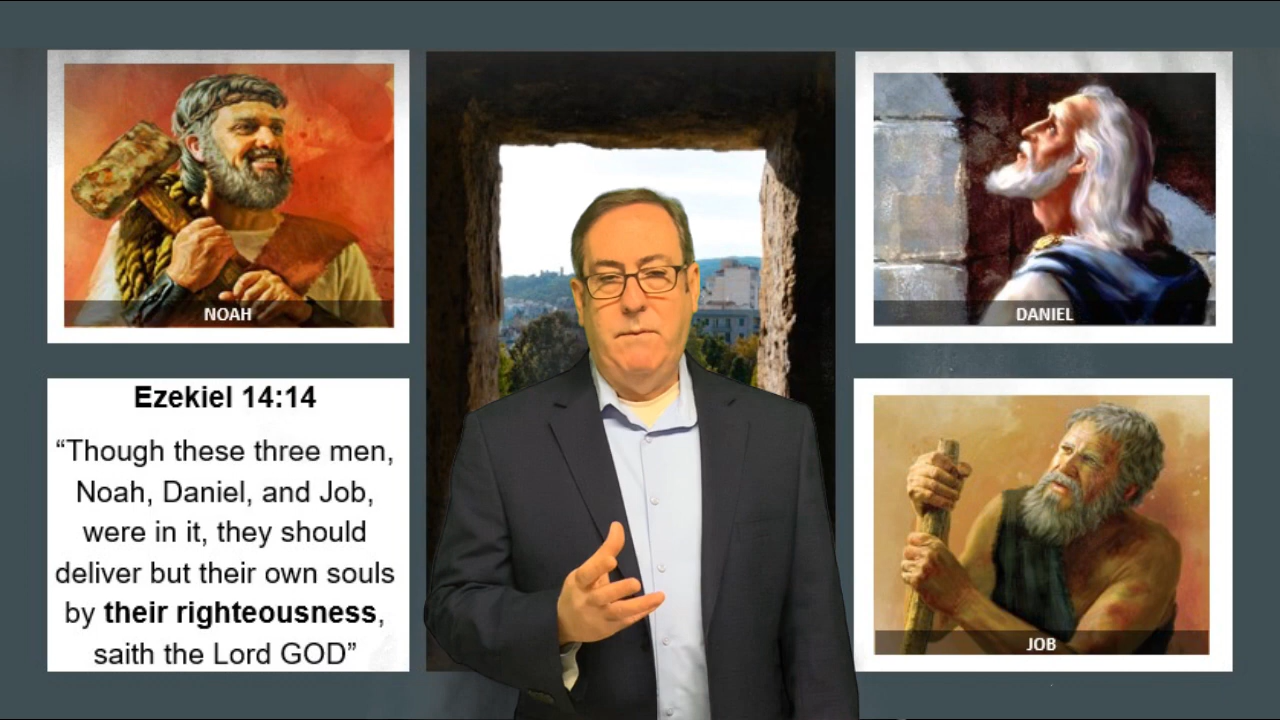 NOAH
DANIEL
Ezekiel 14:14
“Though these three men,
Noah, Daniel, and Job,
were in it, they should
deliver but their own souls
by their righteousness,
saith the Lord GOD”
JOB